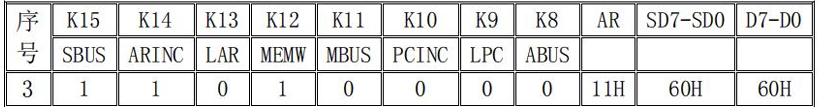 序号 K15 K14 K13 K12 K11 K10 K9 K8 AR SD7-SD0 D7-D0
SBUS ARINC LAR MEMW MBUS PCINC LPC ABUS
3 1 1 0 1 0 0 0 0 11H 60H 60H